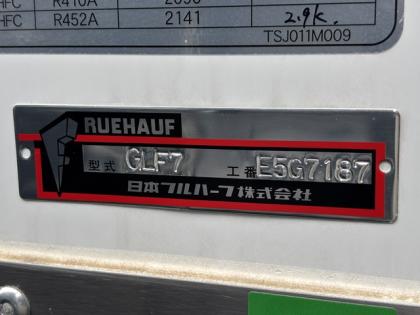 HFC R410A 2090
HFC R452A 2141 2.9k.
TSJ011M009
RUEHAUF
型式 GLF7 工番 E5G7187
日本フルハーフ株式会社